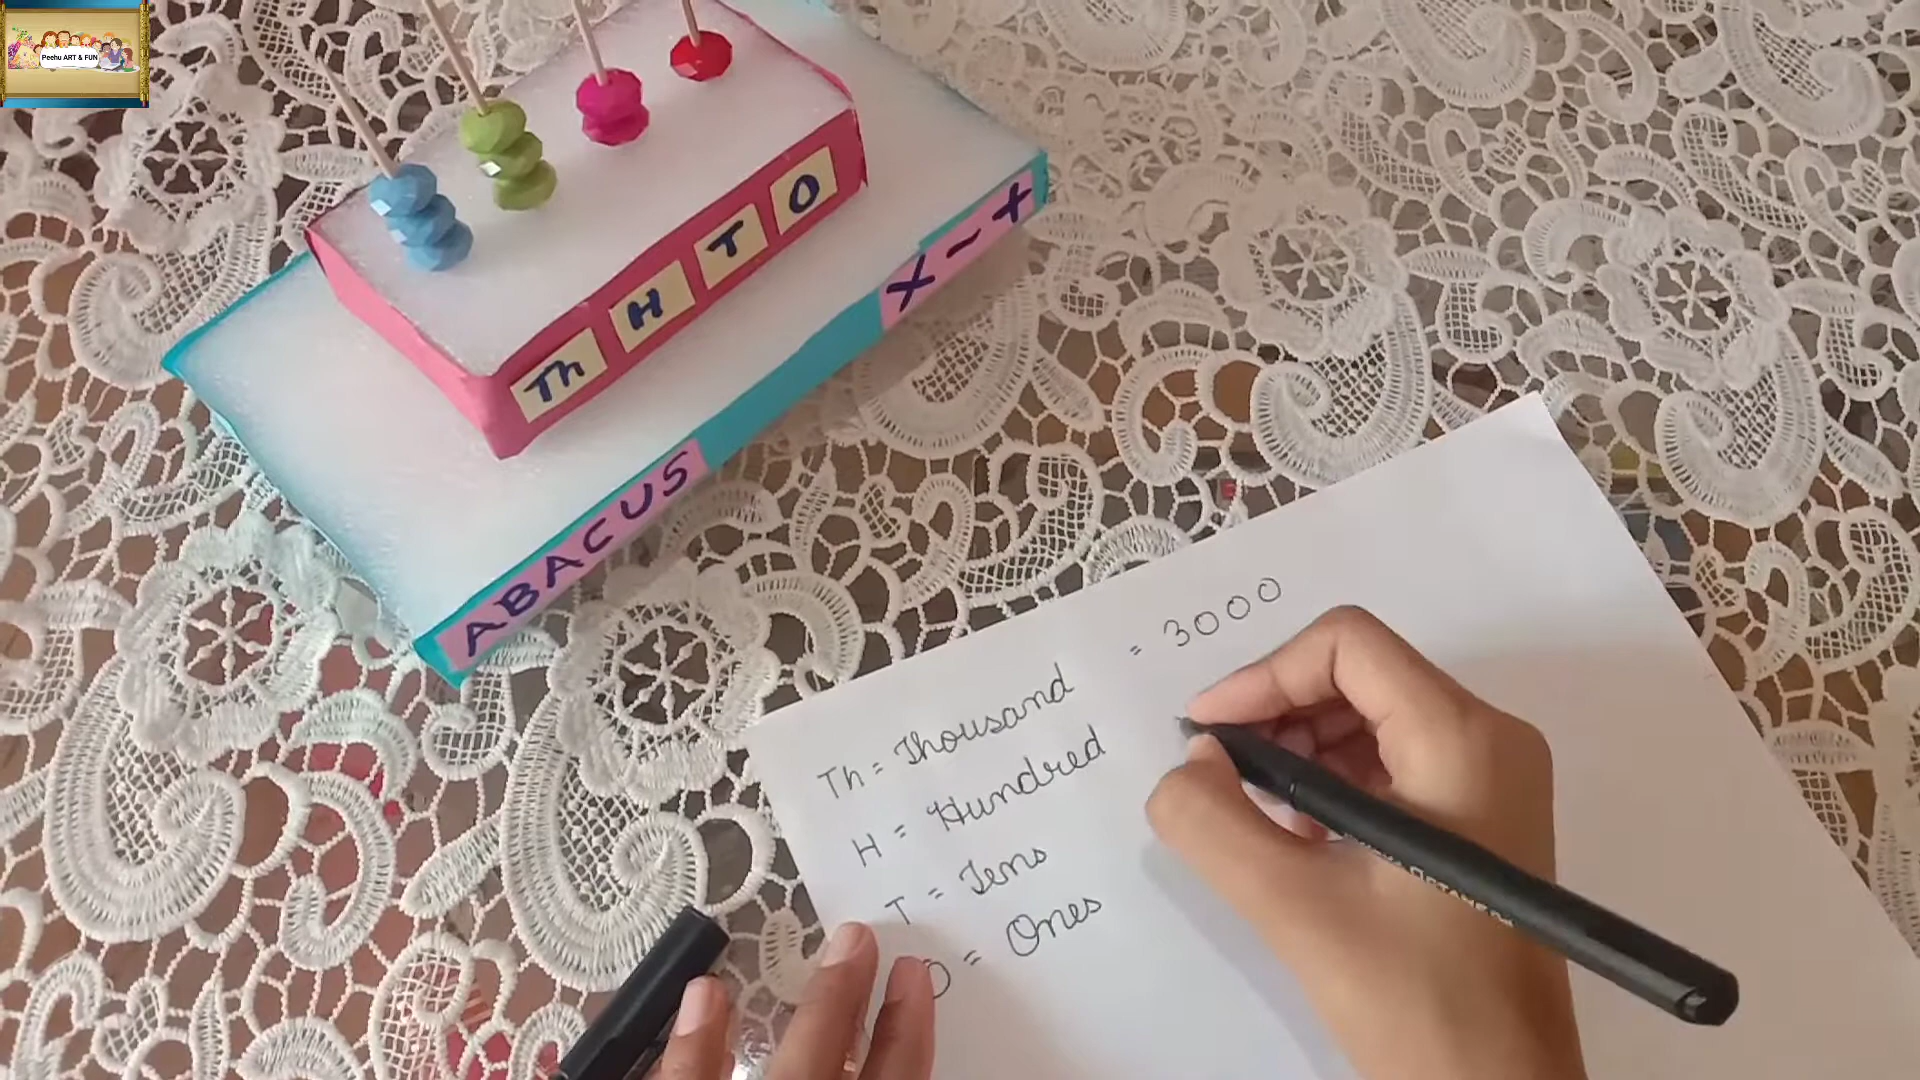 Peehu ART & FUN
Th H T O
ABACUS X - +
Th = Thousand = 3000
H = Hundred
T = Tens
O = Ones